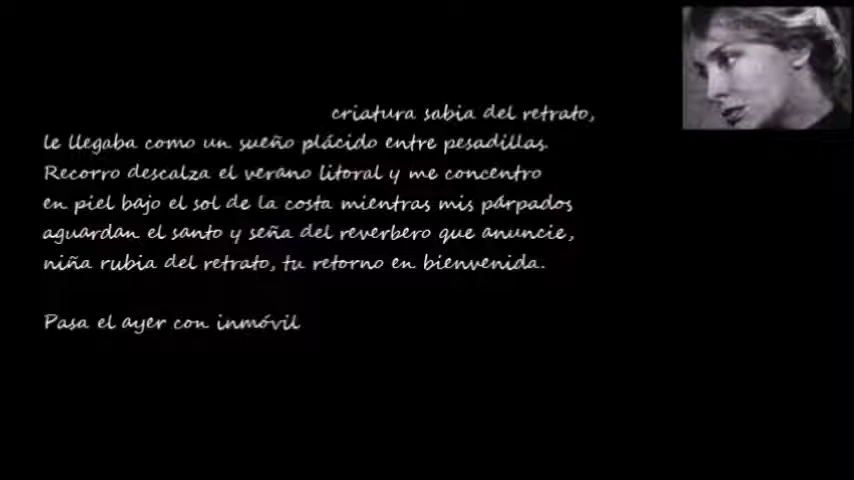 criatura sabia del retrato,
le llegaba como un sueño plácido entre pesadillas.
Recorro descalza el verano litoral y me concentro
en piel bajo el sol de la costa mientras mis párpados
aguardan el santo y seña del reverbero que anuncie,
niña rubia del retrato, tu retorno en bienvenida.
Pasa el ayer con inmóvil